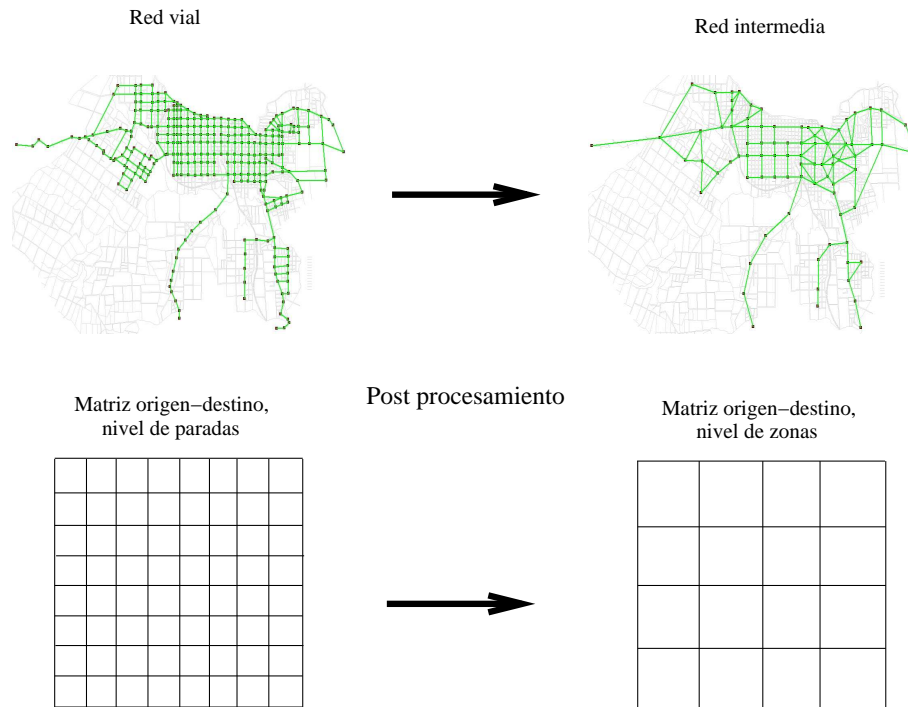 Red vial
Red intermedia
Post procesamiento
Matriz origen−destino,
nivel de paradas
Matriz origen−destino,
nivel de zonas